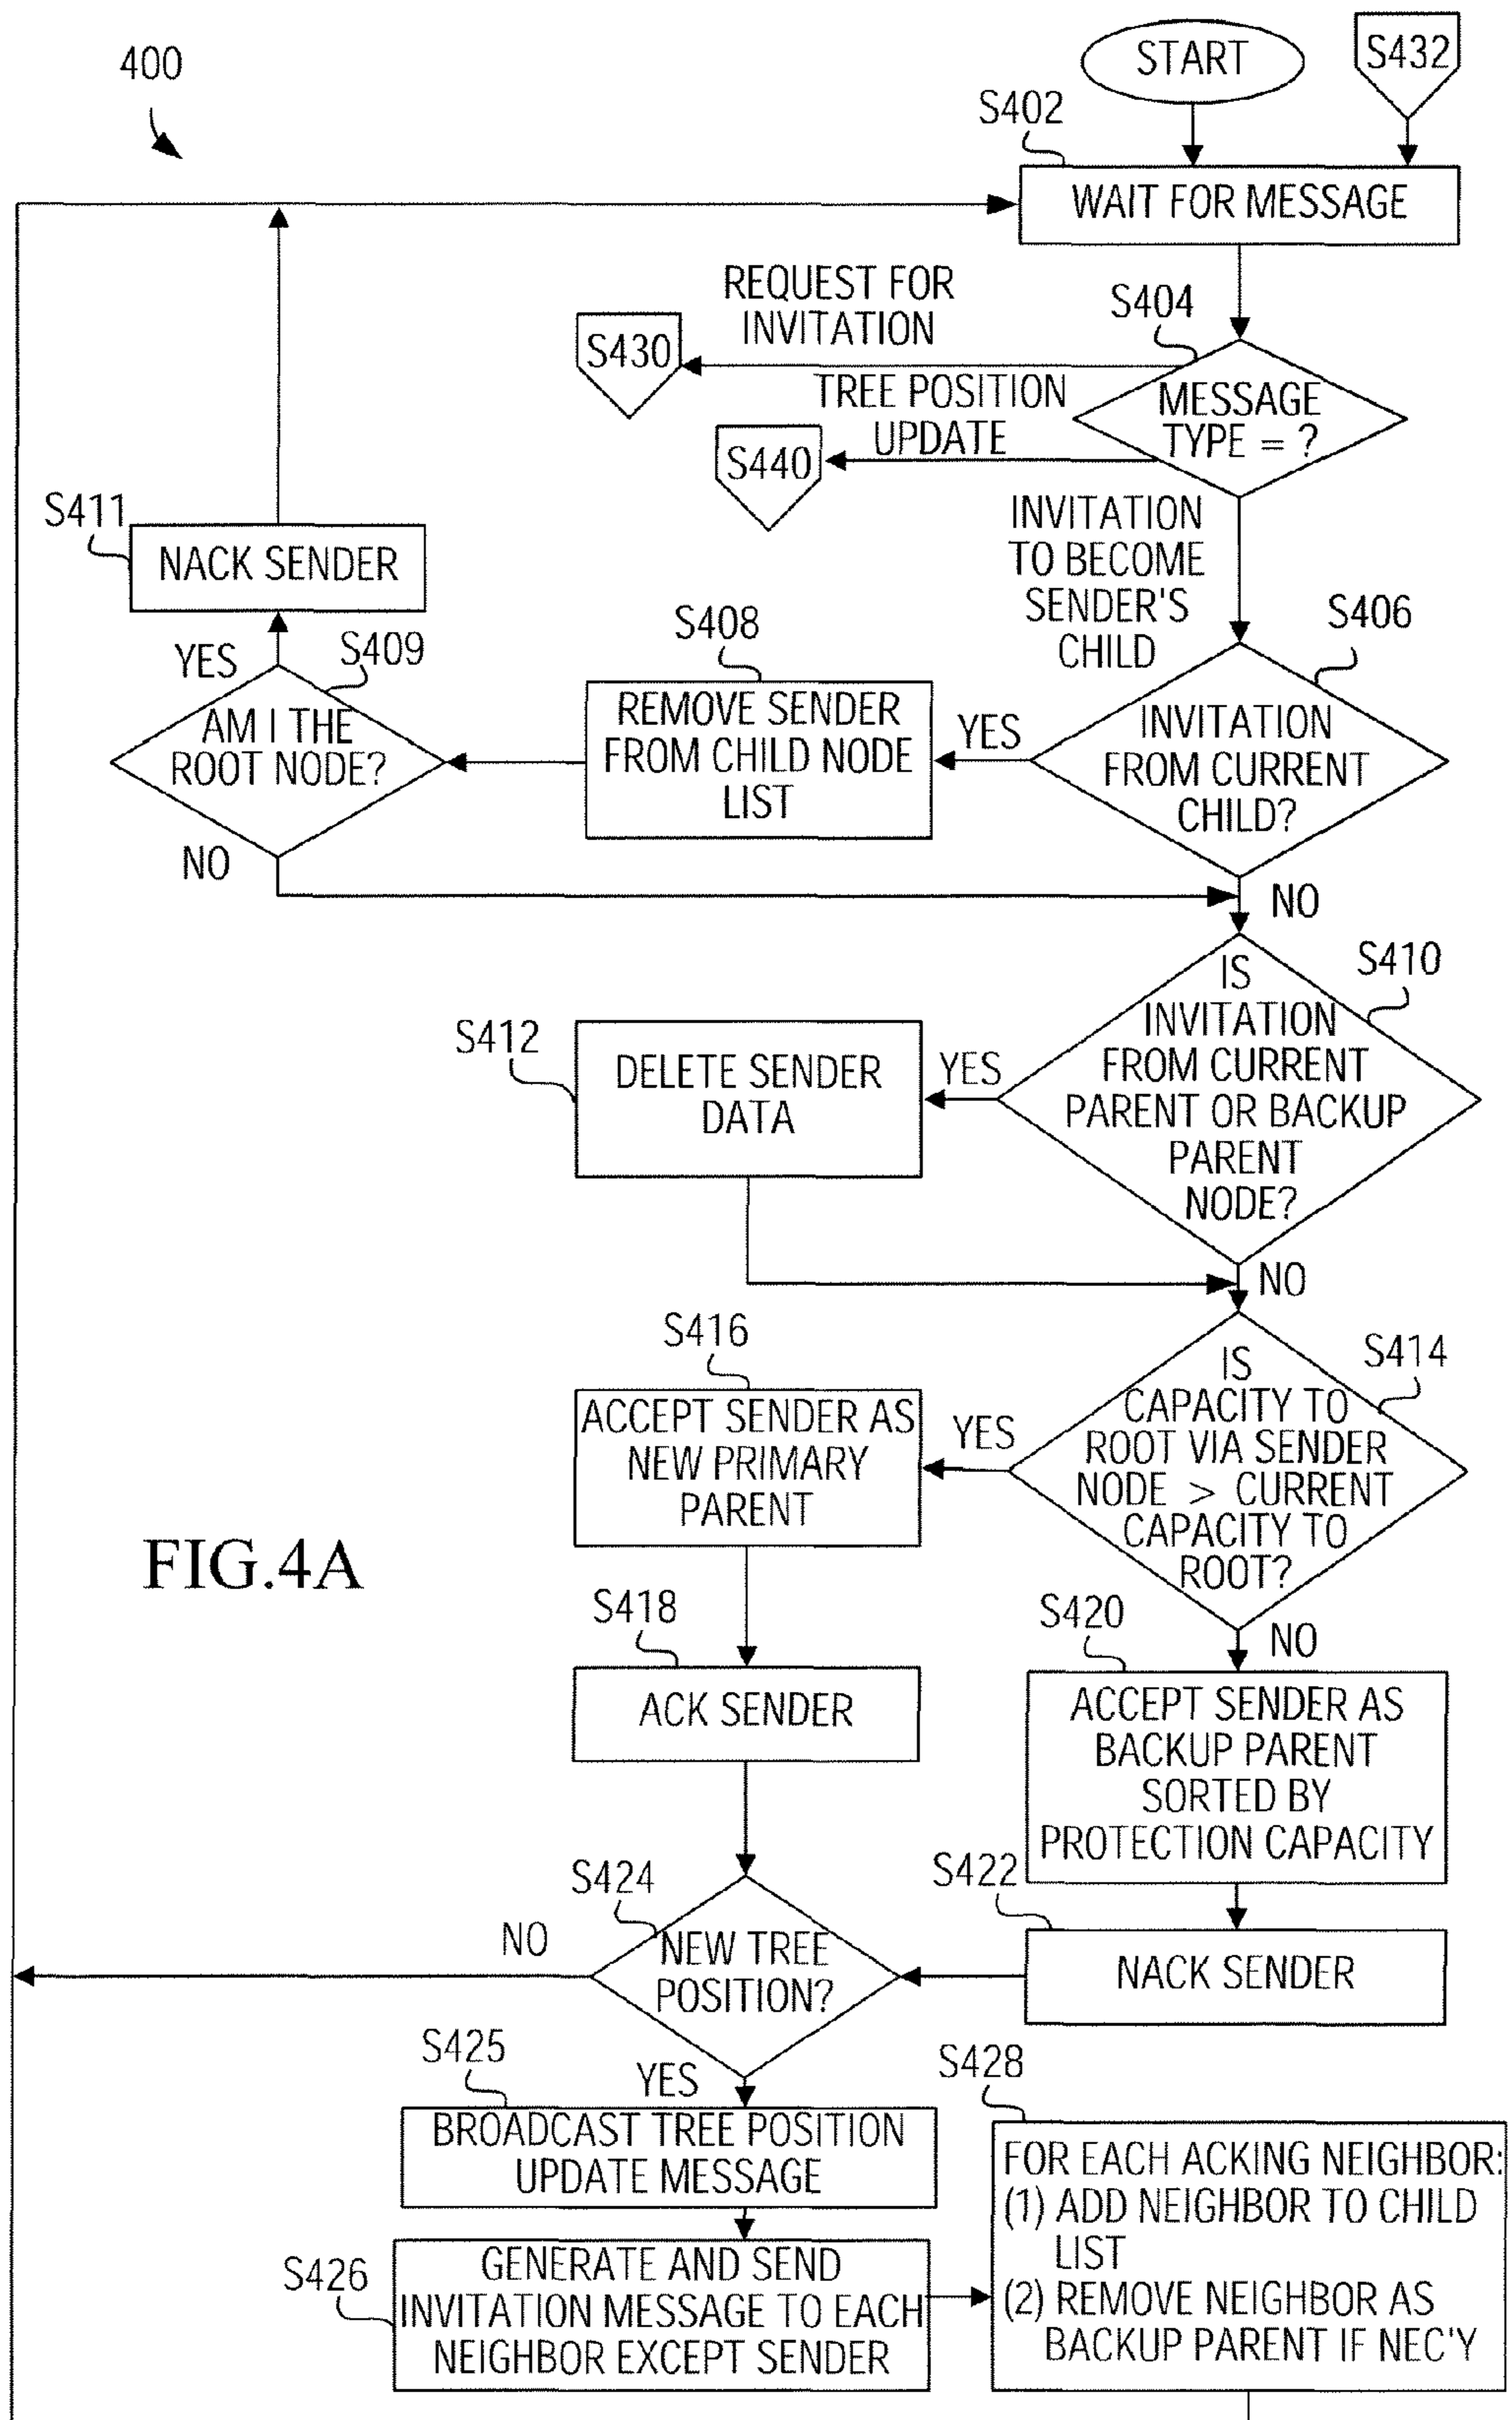 400
START
S432
S402
WAIT FOR MESSAGE
REQUEST FOR
INVITATION
S404
S430
MESSAGE
TYPE = ?
TREE POSITION
UPDATE
S440
INVITATION
TO BECOME
SENDER'S
CHILD
S411
NACK SENDER
YES
S409
AM I THE
ROOT NODE?
NO
S408
REMOVE SENDER
FROM CHILD NODE
LIST
YES
S406
INVITATION
FROM CURRENT
CHILD?
NO
S410
IS
INVITATION
FROM CURRENT
PARENT OR BACKUP
PARENT
NODE?
S412
DELETE SENDER
DATA
YES
NO
S416
ACCEPT SENDER AS
NEW PRIMARY
PARENT
YES
S414
IS
CAPACITY TO
ROOT VIA SENDER
NODE > CURRENT
CAPACITY TO
ROOT?
FIG.4A
S418
ACK SENDER
NO
S420
ACCEPT SENDER AS
BACKUP PARENT
SORTED BY
PROTECTION CAPACITY
S422
NACK SENDER
S424
NEW TREE
POSITION?
NO
YES
S425
BROADCAST TREE POSITION
UPDATE MESSAGE
S426
GENERATE AND SEND
INVITATION MESSAGE TO EACH
NEIGHBOR EXCEPT SENDER
S428
FOR EACH ACKING NEIGHBOR:
(1) ADD NEIGHBOR TO CHILD
LIST
(2) REMOVE NEIGHBOR AS
BACKUP PARENT IF NEC'Y